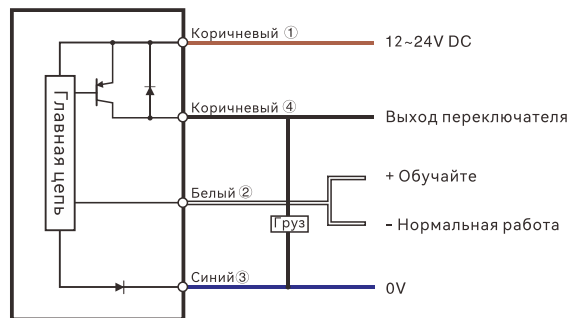 Коричневый ①
12~24V DC
Главная цепь
Коричневый ④
Выход переключателя
Белый ②
+ Обучайте
Груз
- Нормальная работа
Синий ③
0V